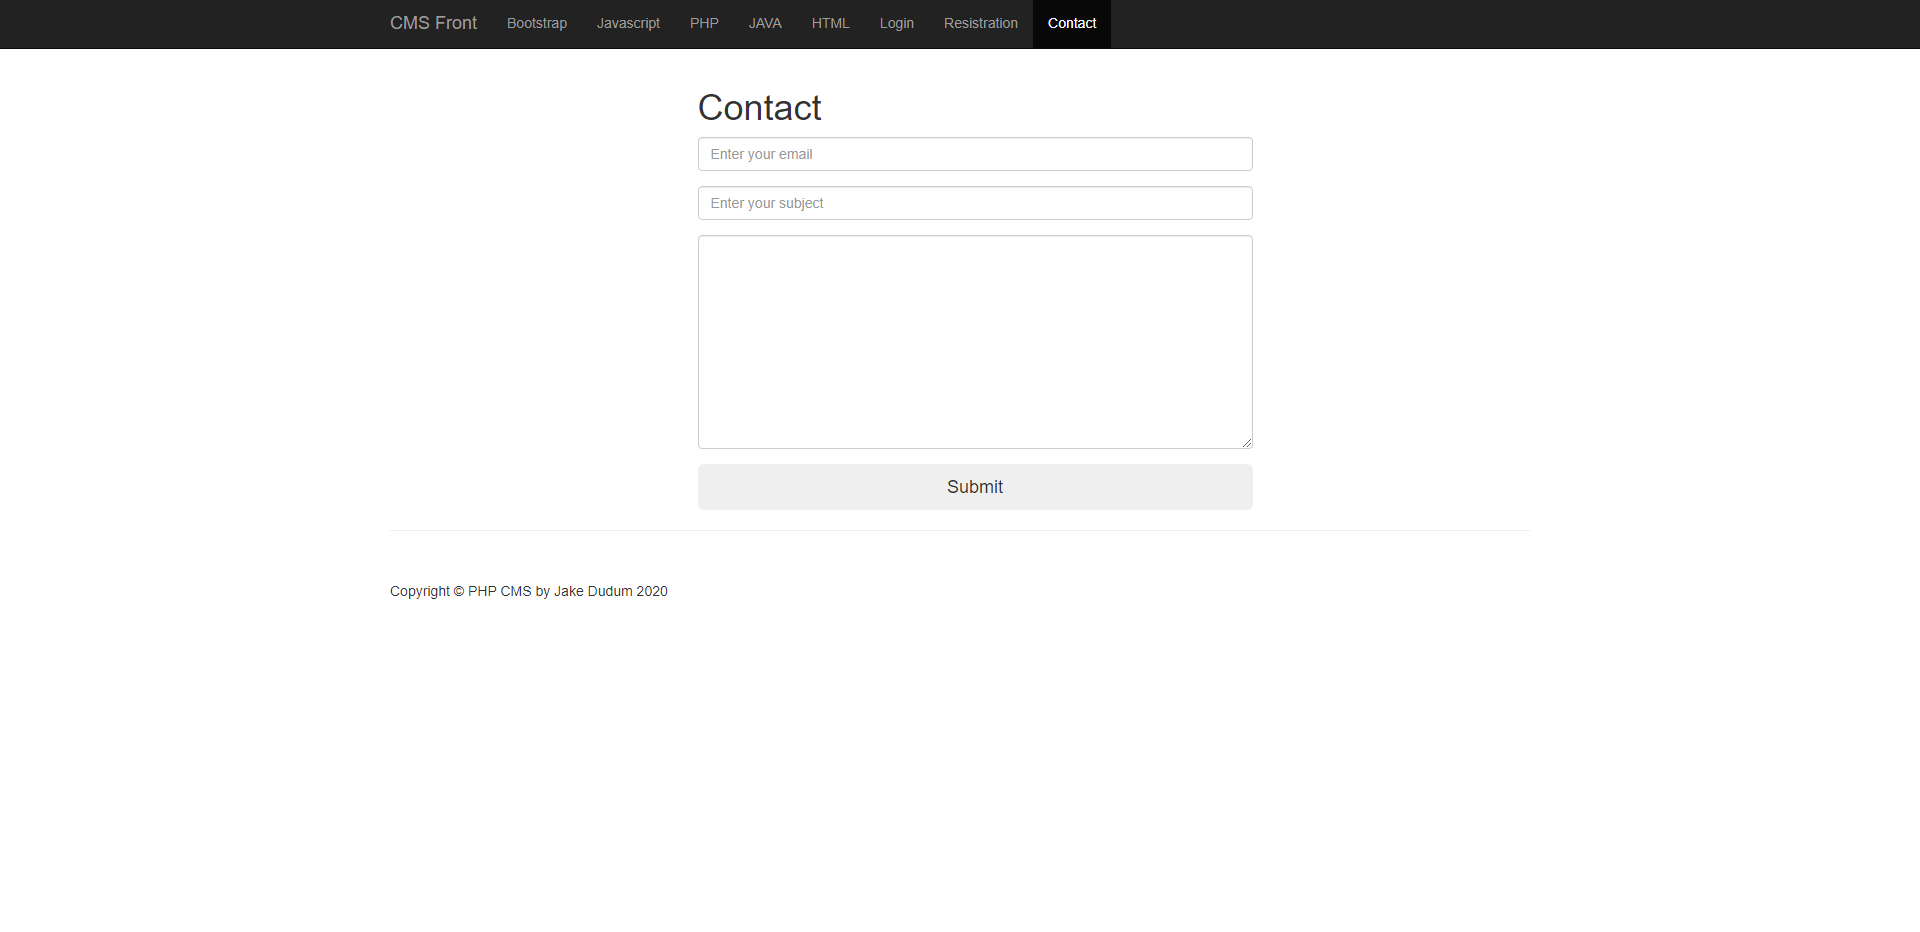 CMS Front Bootstrap Javascript PHP JAVA HTML Login Resistration Contact
Contact
Enter your email
Enter your subject
Submit
Copyright © PHP CMS by Jake Dudum 2020